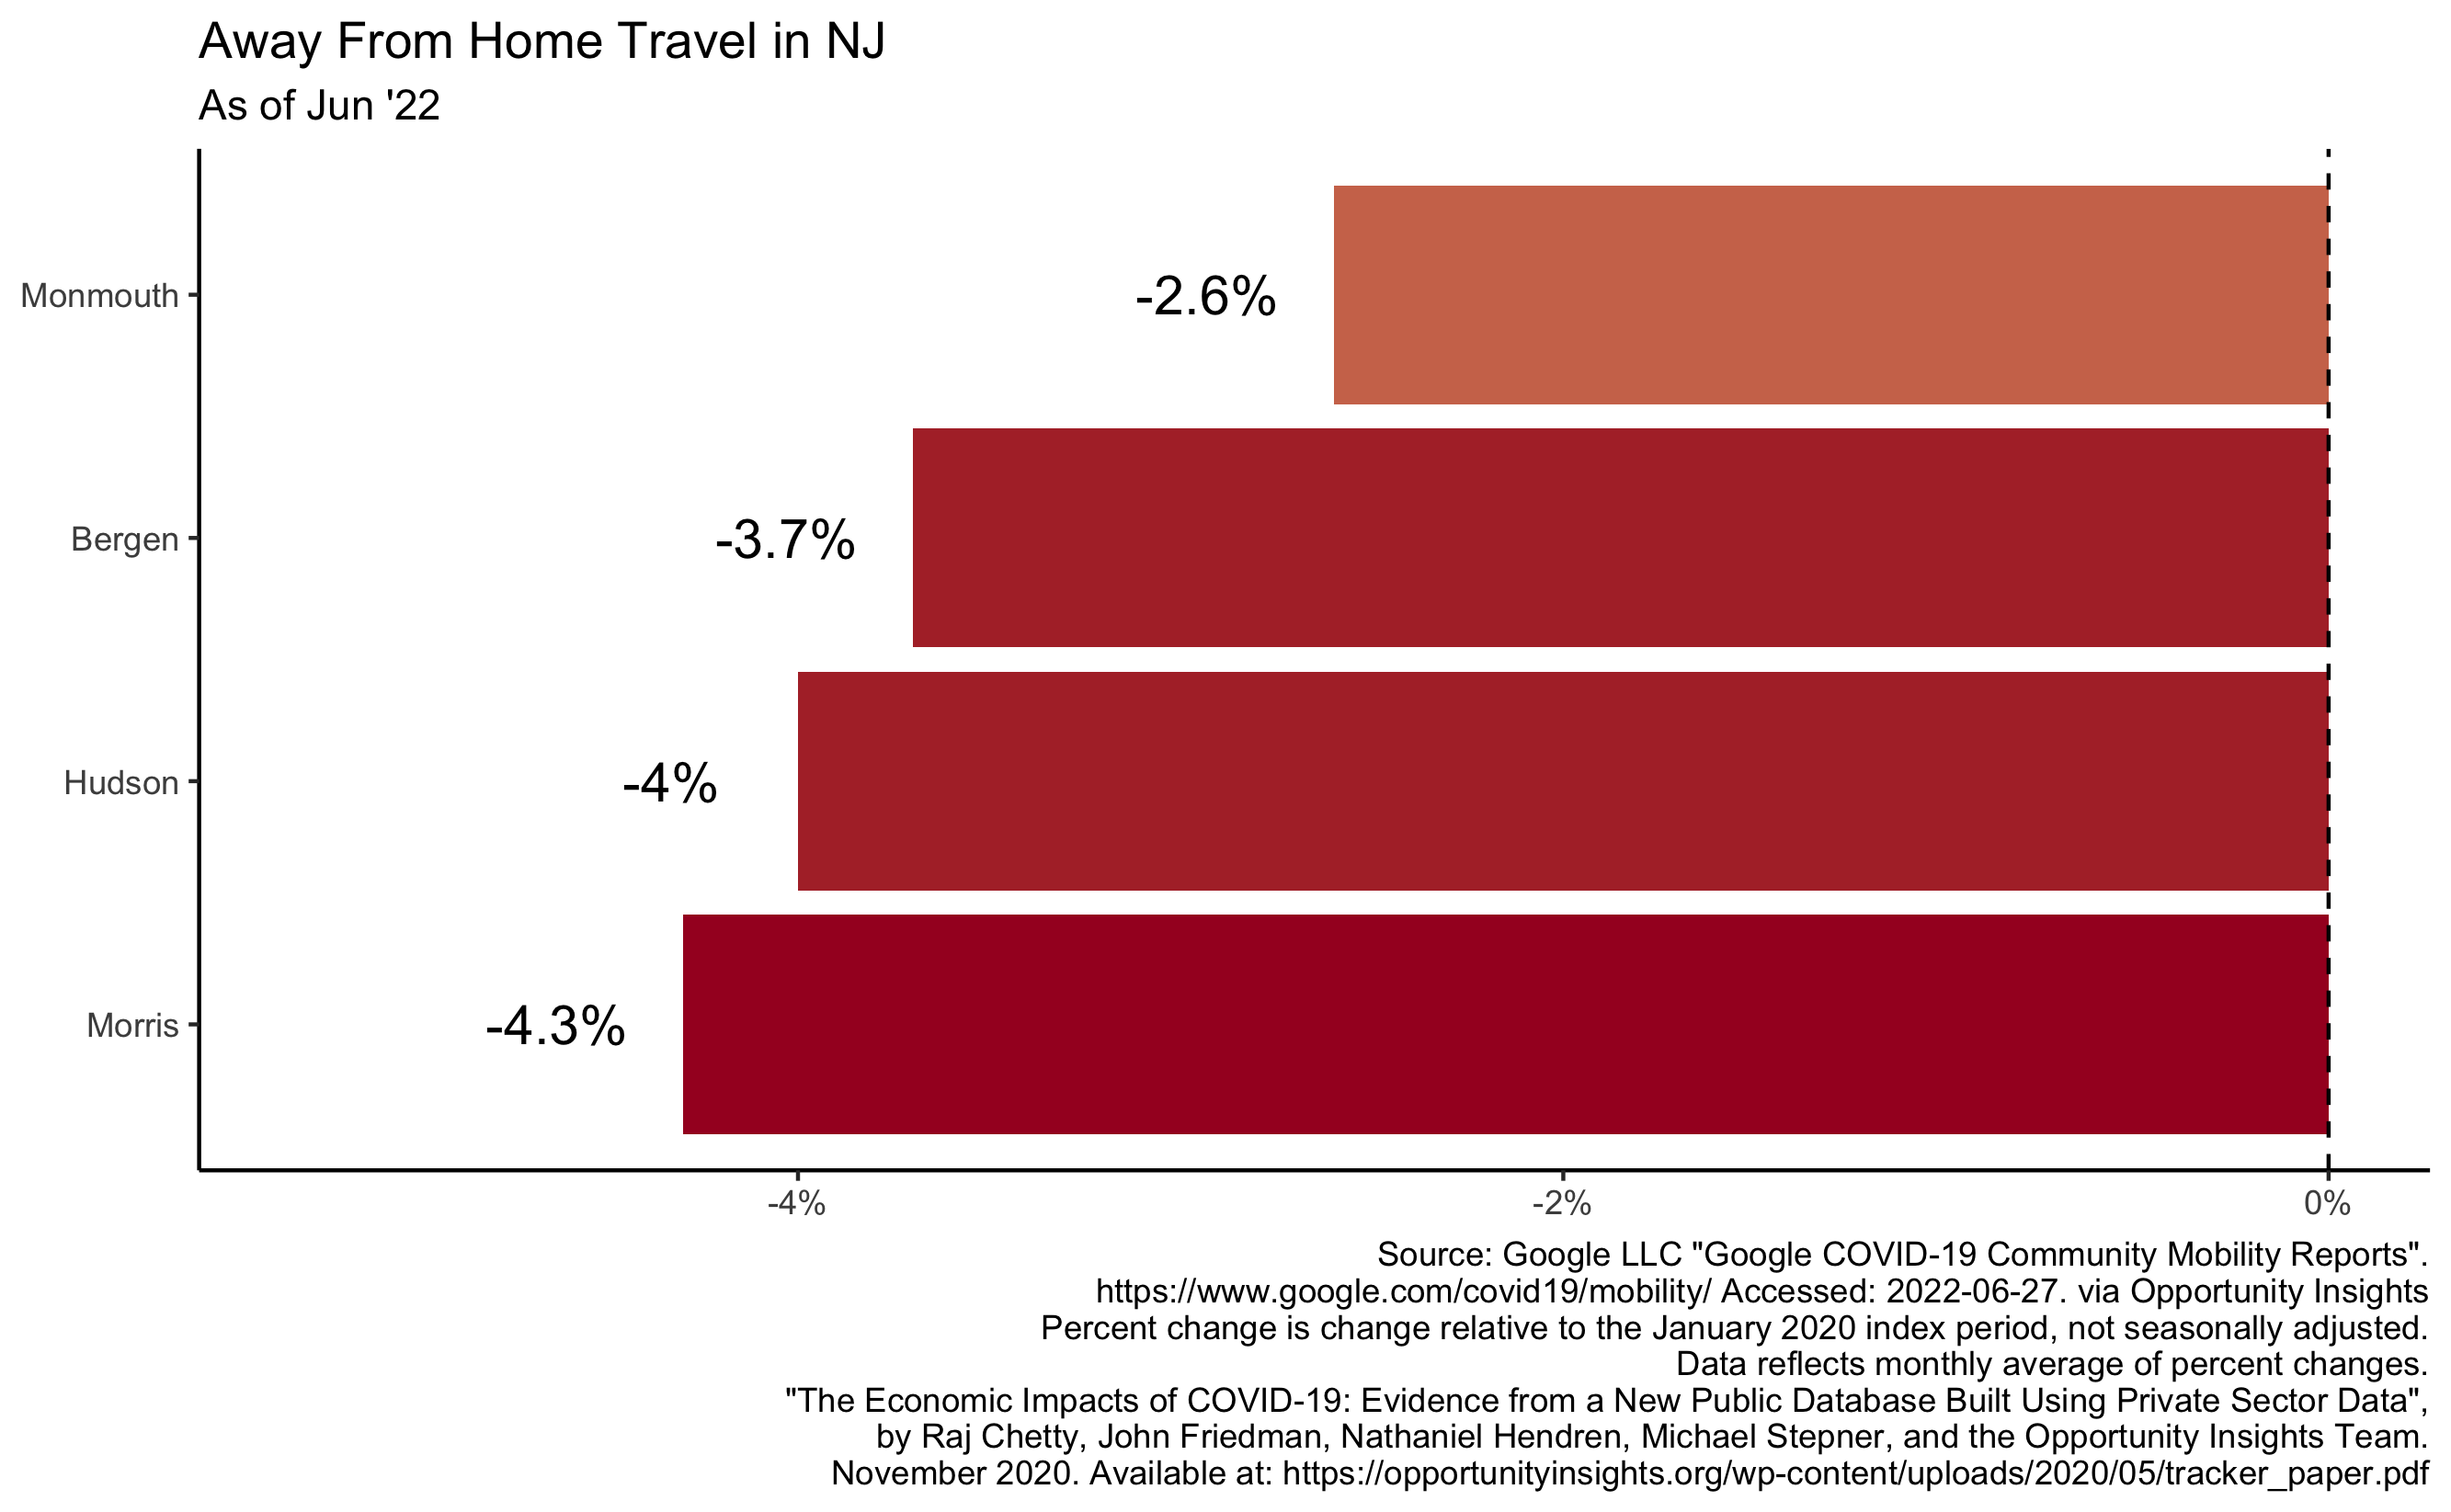 Away From Home Travel in NJ
As of Jun '22
Monmouth
-2.6%
Bergen
-3.7%
Hudson
-4%
Morris
-4.3%
-4%
-2%
0%
Source: Google LLC "Google COVID-19 Community Mobility Reports".
https://www.google.com/covid19/mobility/ Accessed: 2022-06-27. via Opportunity Insights
Percent change is change relative to the January 2020 index period, not seasonally adjusted.
Data reflects monthly average of percent changes.
"The Economic Impacts of COVID-19: Evidence from a New Public Database Built Using Private Sector Data",
by Raj Chetty, John Friedman, Nathaniel Hendren, Michael Stepner, and the Opportunity Insights Team.
November 2020. Available at: https://opportunityinsights.org/wp-content/uploads/2020/05/tracker_paper.pdf